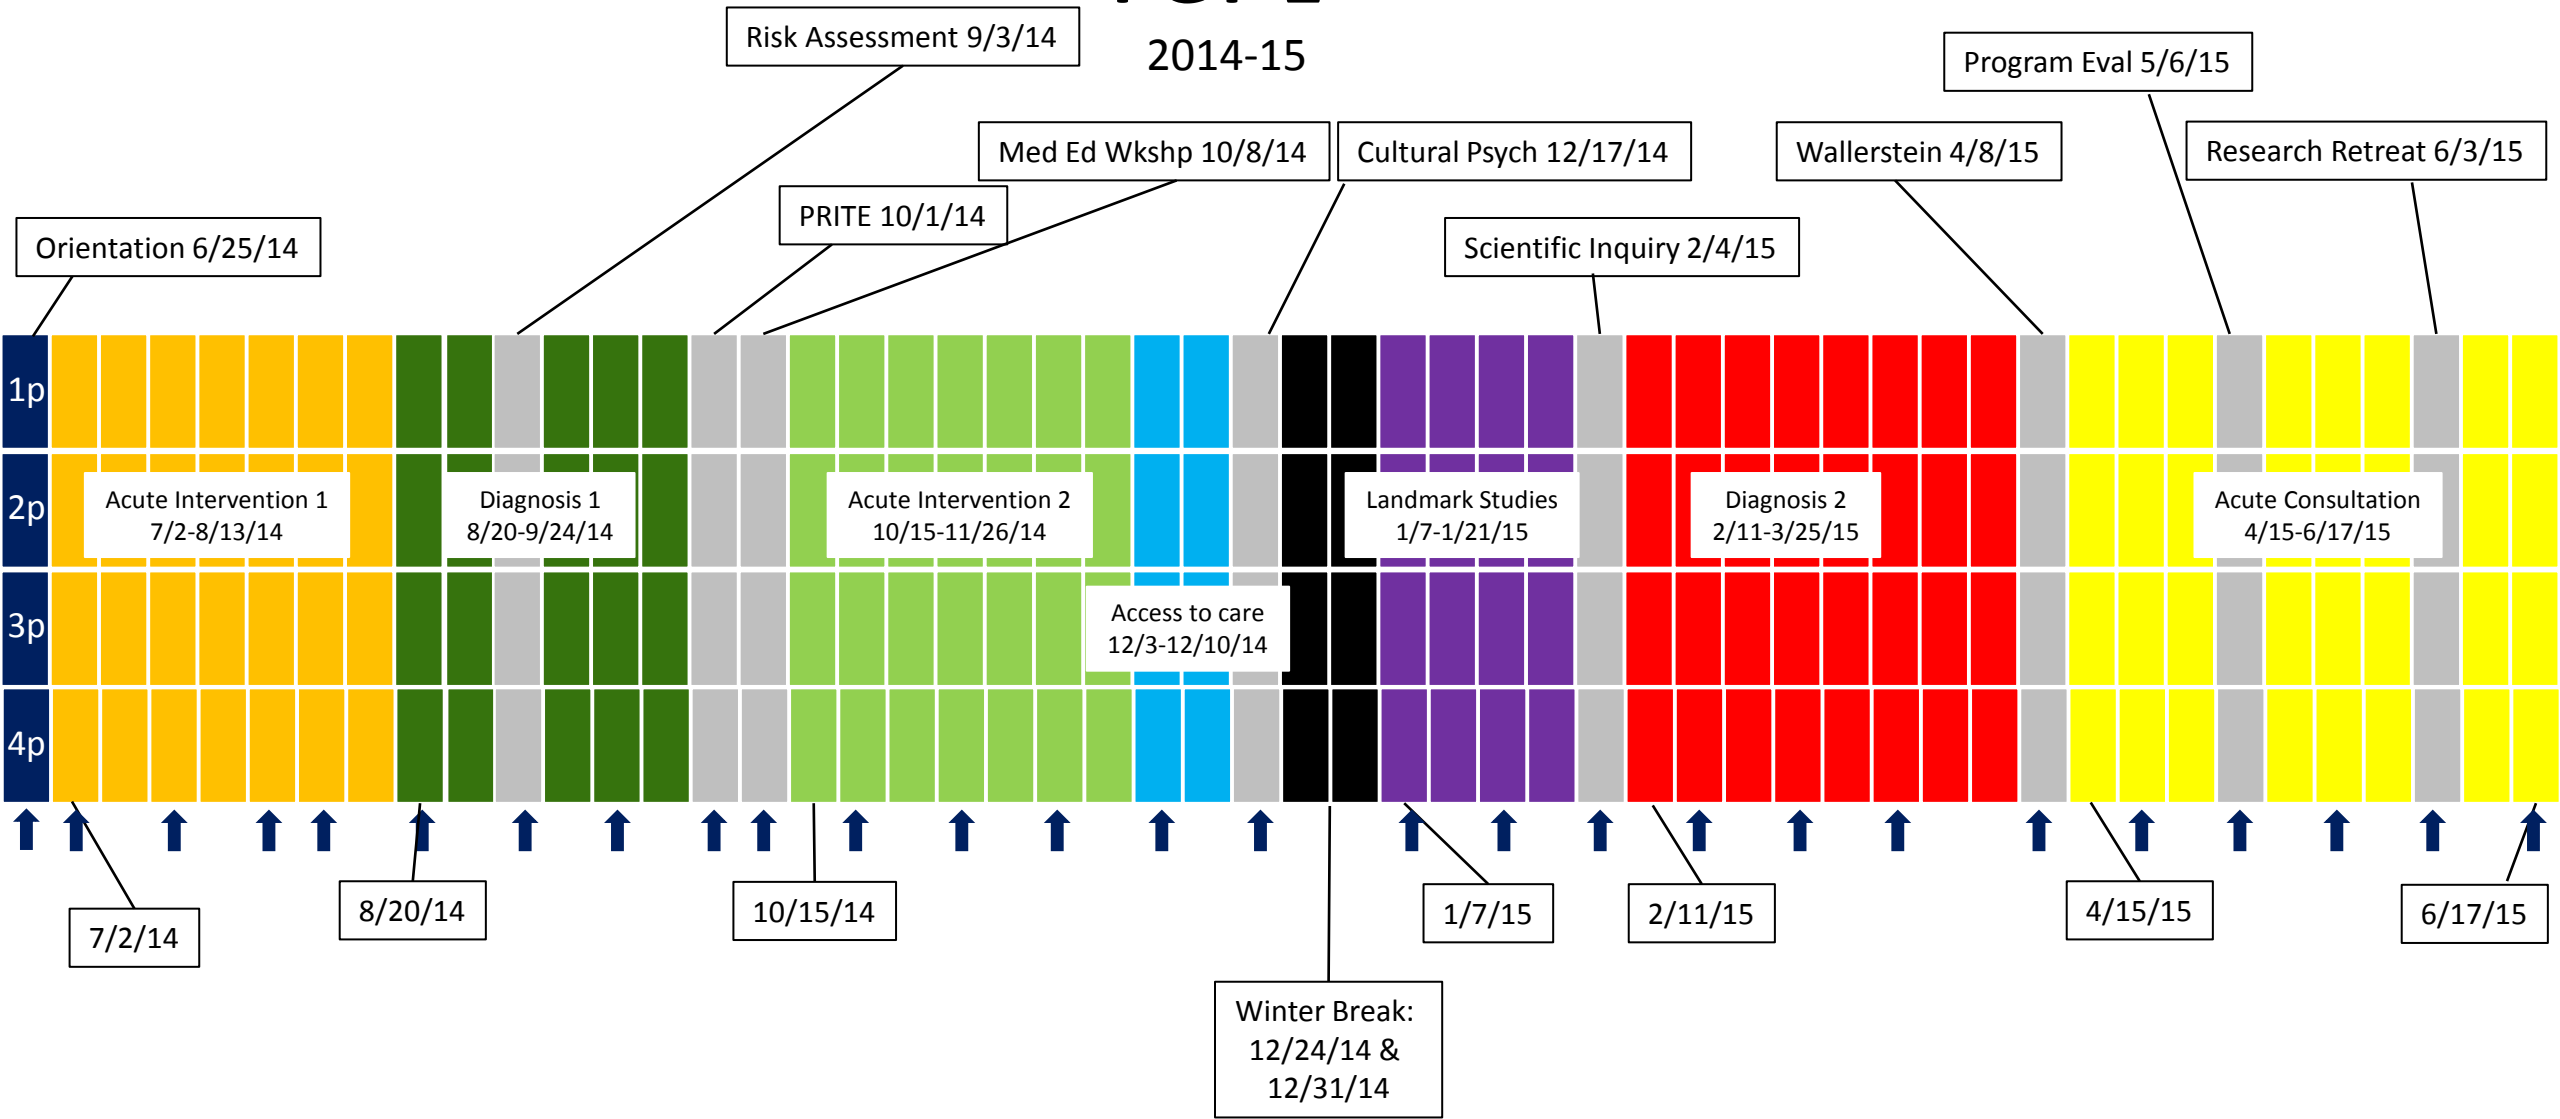 2014-15
Risk Assessment 9/3/14
Program Eval 5/6/15
Med Ed Wkshp 10/8/14
Cultural Psych 12/17/14
Wallerstein 4/8/15
Research Retreat 6/3/15
PRITE 10/1/14
Orientation 6/25/14
Scientific Inquiry 2/4/15
1p
2p
Acute Intervention 1
7/2-8/13/14
Diagnosis 1
8/20-9/24/14
Acute Intervention 2
10/15-11/26/14
Landmark Studies
1/7-1/21/15
Diagnosis 2
2/11-3/25/15
Acute Consultation
4/15-6/17/15
3p
Access to care
12/3-12/10/14
4p
7/2/14
8/20/14
10/15/14
1/7/15
2/11/15
4/15/15
6/17/15
Winter Break:
12/24/14 &
12/31/14